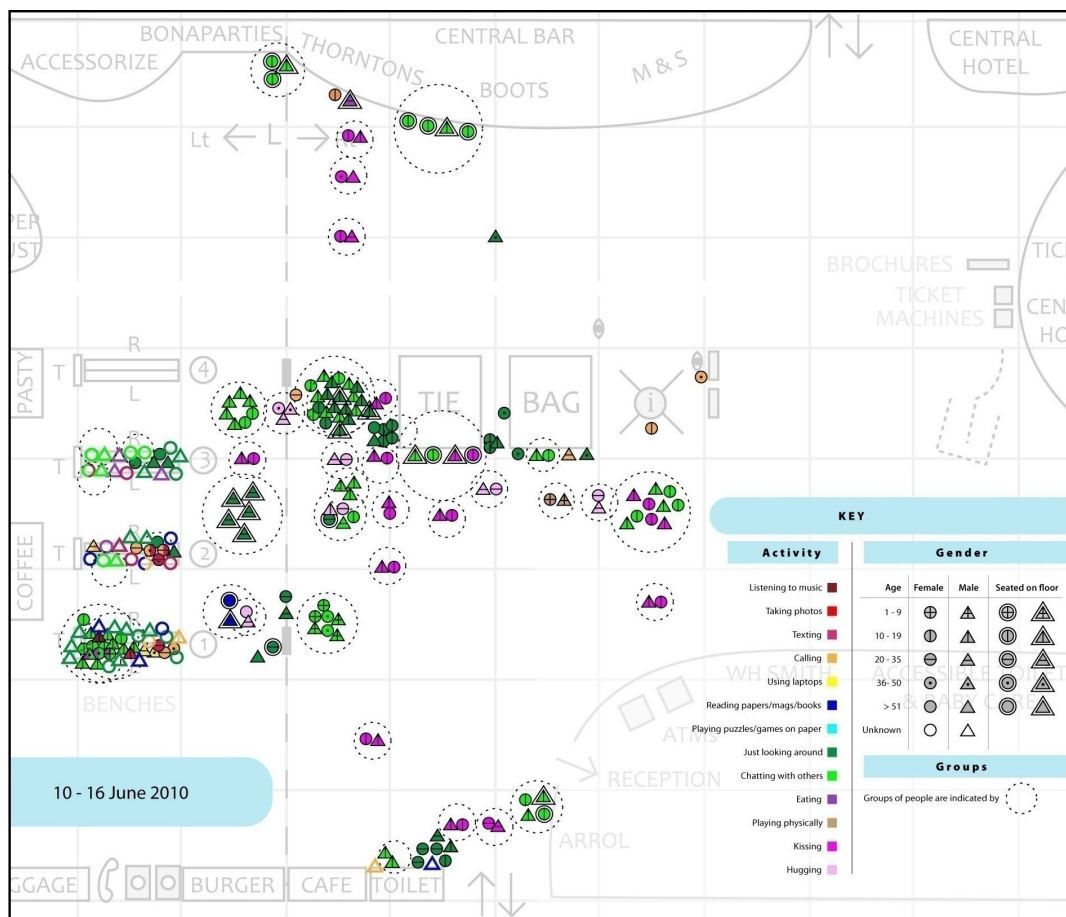 BONAPARTIES
THORNTONS
CENTRAL BAR
ACCESSORIZE
M & S
CENTRAL
HOTEL
BOOTS
Lt
L
BROCHURES
TICKET
MACHINES
R
4
PASTY
T
L
TIE
BAG
i
R
T
3
L
COFFEE
R
T
2
L
R
T
1
BENCHES
WH SMITH
ATMs
RECEPTION
ARROL
10 - 16 June 2010
BURGER
CAFE
TOILET
KEY
Activity
Listening to music
Taking photos
Texting
Calling
Using laptops
Reading papers/mags/books
Playing puzzles/games on paper
Just looking around
Chatting with others
Eating
Playing physically
Kissing
Hugging
Gender
Age Female Male Seated on floor
1 - 9
10 - 19
20 - 35
36- 50
> 51
Unknown
Groups
Groups of people are indicated by